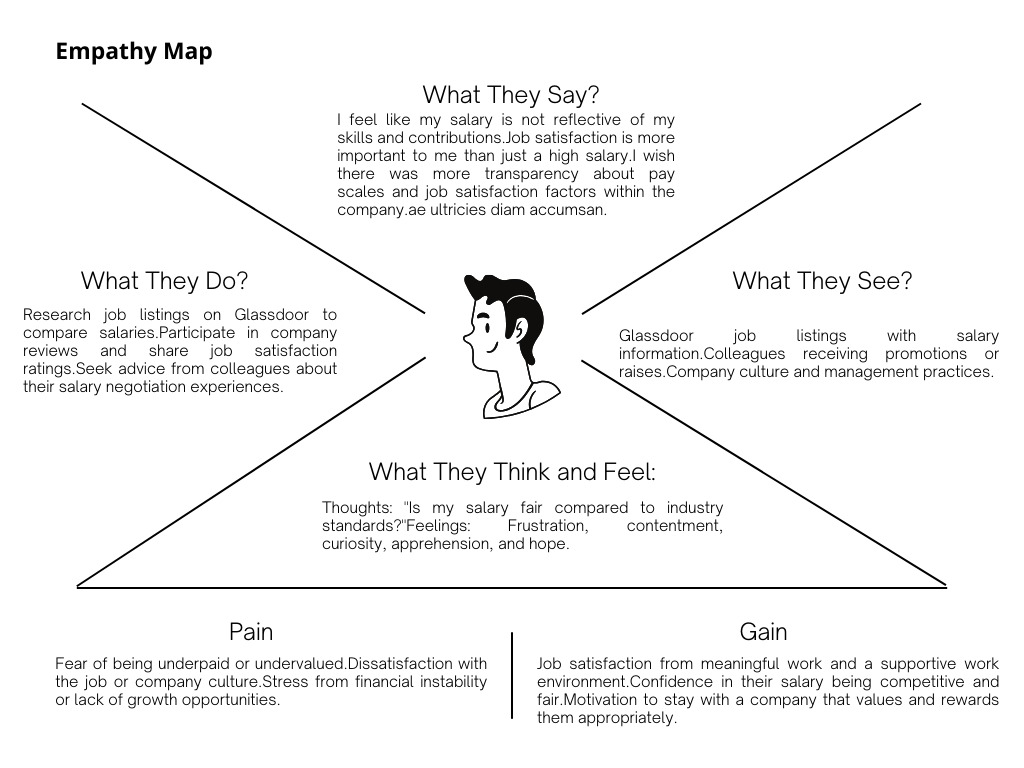 Empathy Map
What They Say?
I feel like my salary is not reflective of my
skills and contributions.Job satisfaction is more
important to me than just a high salary.I wish
there was more transparency about pay
scales and job satisfaction factors within the
company.ae ultricies diam accumsan.
What They Do?
Research job listings on Glassdoor to
compare salaries.Participate in company
reviews and share job satisfaction
ratings.Seek advice from colleagues about
their salary negotiation experiences.
What They See?
Glassdoor job listings with salary
information.Colleagues receiving promotions or
raises.Company culture and management practices.
What They Think and Feel:
Thoughts: "Is my salary fair compared to industry
standards?"Feelings: Frustration, contentment,
curiosity, apprehension, and hope.
Pain
Fear of being underpaid or undervalued.Dissatisfaction with
the job or company culture.Stress from financial instability
or lack of growth opportunities.
Gain
Job satisfaction from meaningful work and a supportive work
environment.Confidence in their salary being competitive and
fair.Motivation to stay with a company that values and rewards
them appropriately.